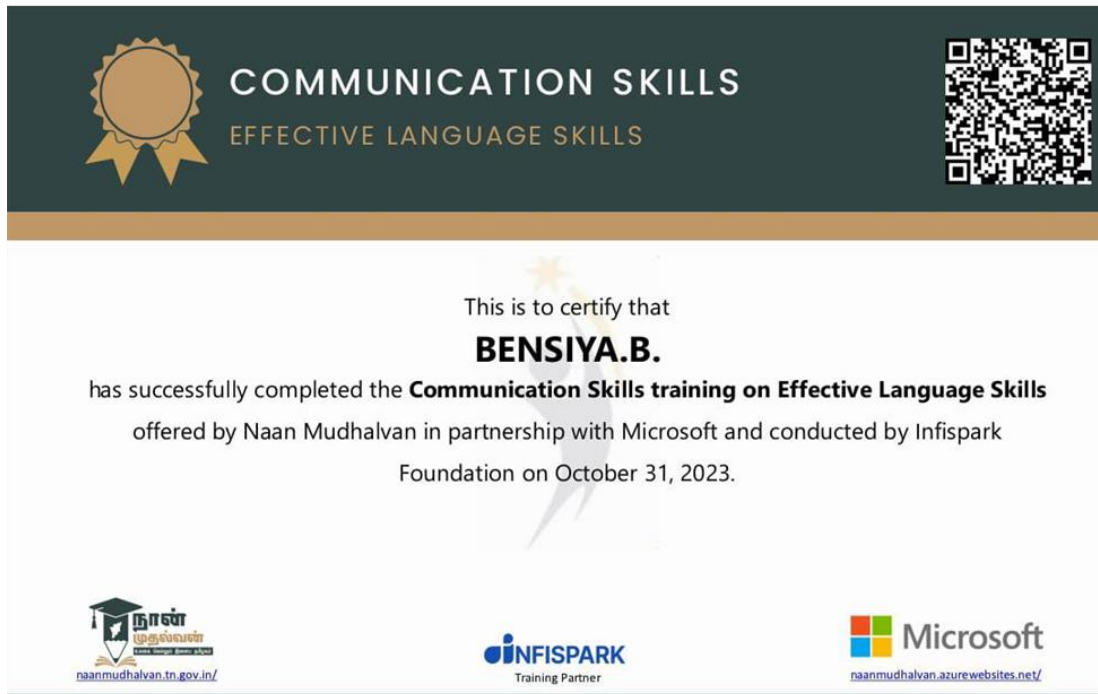 COMMUNICATION SKILLS
EFFECTIVE LANGUAGE SKILLS
This is to certify that
BENSIYA.B.
has successfully completed the Communication Skills training on Effective Language Skills
offered by Naan Mudhalvan in partnership with Microsoft and conducted by Infispark
Foundation on October 31, 2023.
நான்
முதல்வன்
naanmudhalvan.tn.gov.in/
INFISPARK
Training Partner
Microsoft
naanmudhalvan.azurewebsites.net/